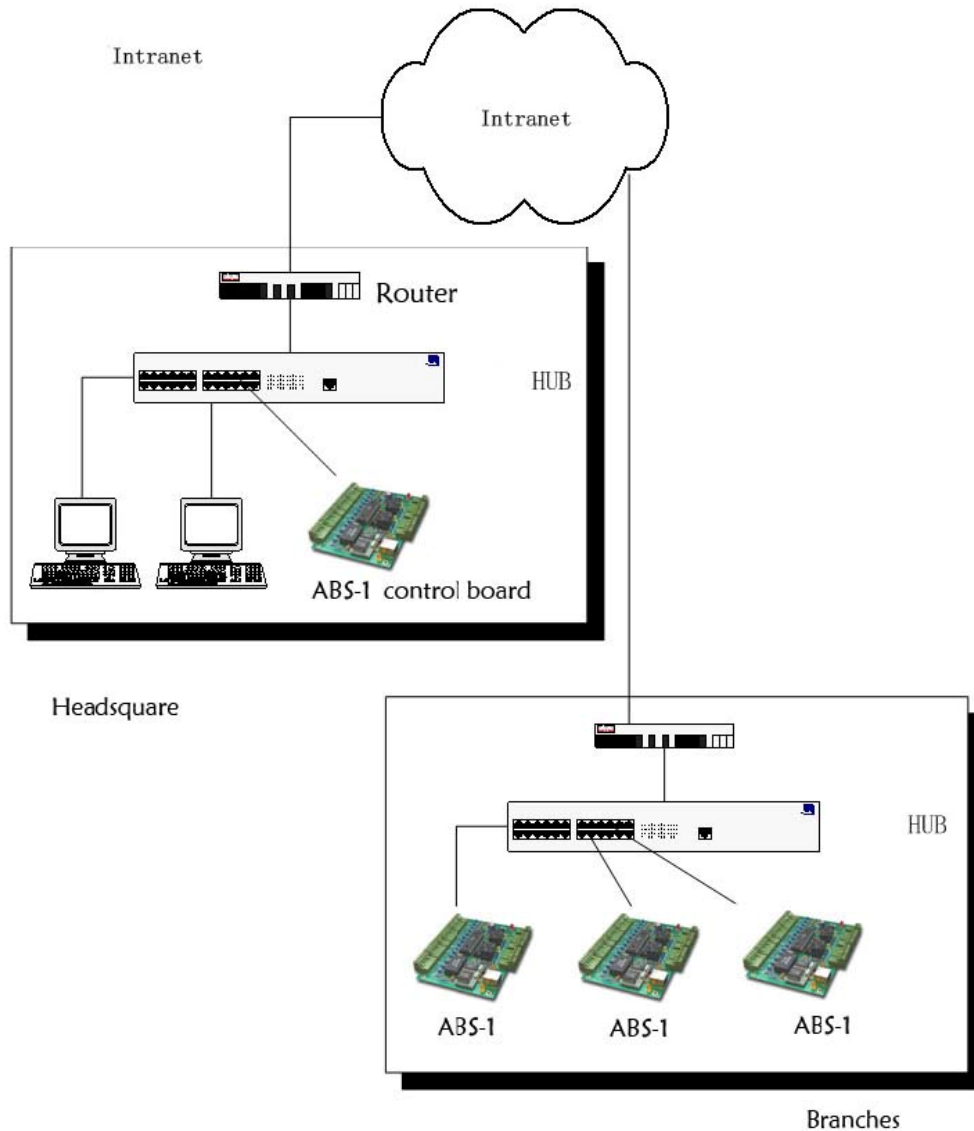 Intranet
Intranet
Router
HUB
ABS-1 control board
Headsquare
HUB
ABS-1
ABS-1
ABS-1
Branches